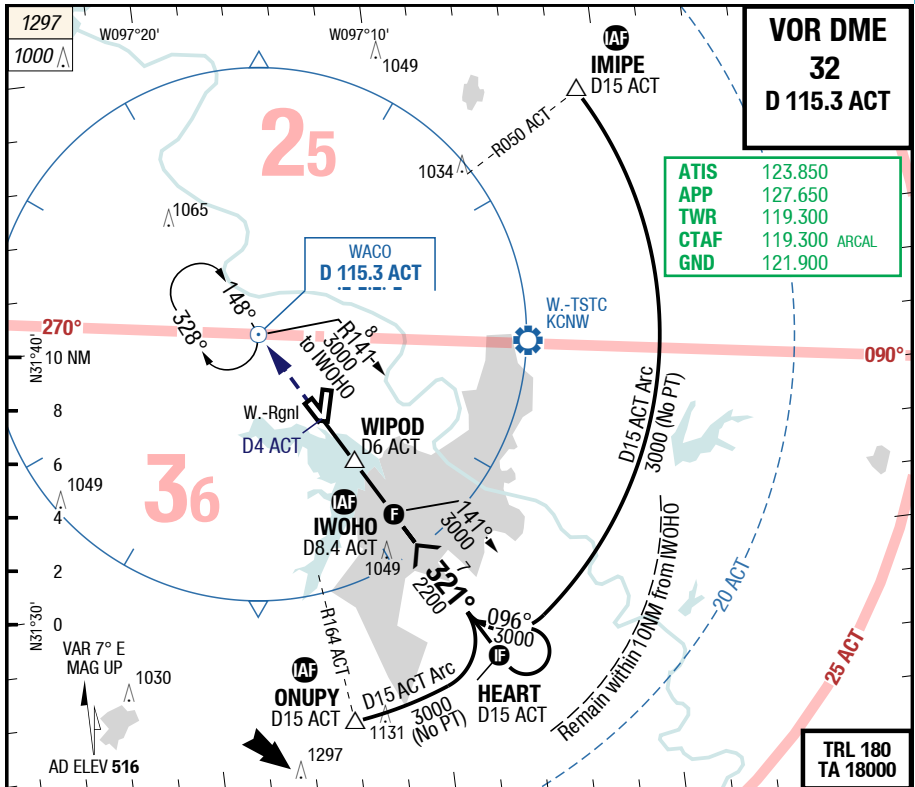 1297
1000
W097°20'
W097°10'
1049
IAF
IMIPE
D15 ACT
VOR DME
32
D 115.3 ACT
25
R050 ACT
1034
ATIS 123.850
APP 127.650
TWR 119.300
CTAF 119.300 ARCAL
GND 121.900
1065
WACO
D 115.3 ACT
W.-TSTC
KCNW
148°
328°
270°
090°
N31°40'
10 NM
8
6
4
2
0
N31°30'
R141
8
3000
to IWOHO
W.-Rgnl
D4 ACT
WIPOD
D6 ACT
D15 ACT Arc
3000 (No PT)
36
1049
IAF
IWOHO
D8.4 ACT
F
141°
3000
1049
7
321°
2200
096°
3000
Remain within 10NM from IWOHO
20 ACT
25 ACT
R164 ACT
VAR 7° E
MAG UP
1030
AD ELEV 516
IAF
ONUPY
D15 ACT
D15 ACT Arc
3000
(No PT)
1131
IF
HEART
D15 ACT
1297
TRL 180
TA 18000